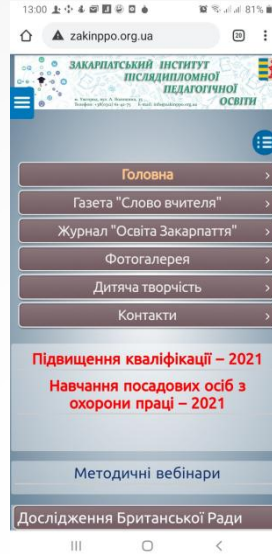 13:00
81%
zakinppo.org.ua
20
ЗАКАРПАТСЬКИЙ ІНСТИТУТ
ПІСЛЯДИПЛОМНОЇ
ПЕДАГОГІЧНОЇ
ОСВІТИ
Головна
Газета "Слово вчителя"
Журнал "Освіта Закарпаття"
Фотогалерея
Дитяча творчість
Контакти
Підвищення кваліфікації – 2021
Навчання посадових осіб з
охорони праці – 2021
Методичні вебінари
Дослідження Британської Ради